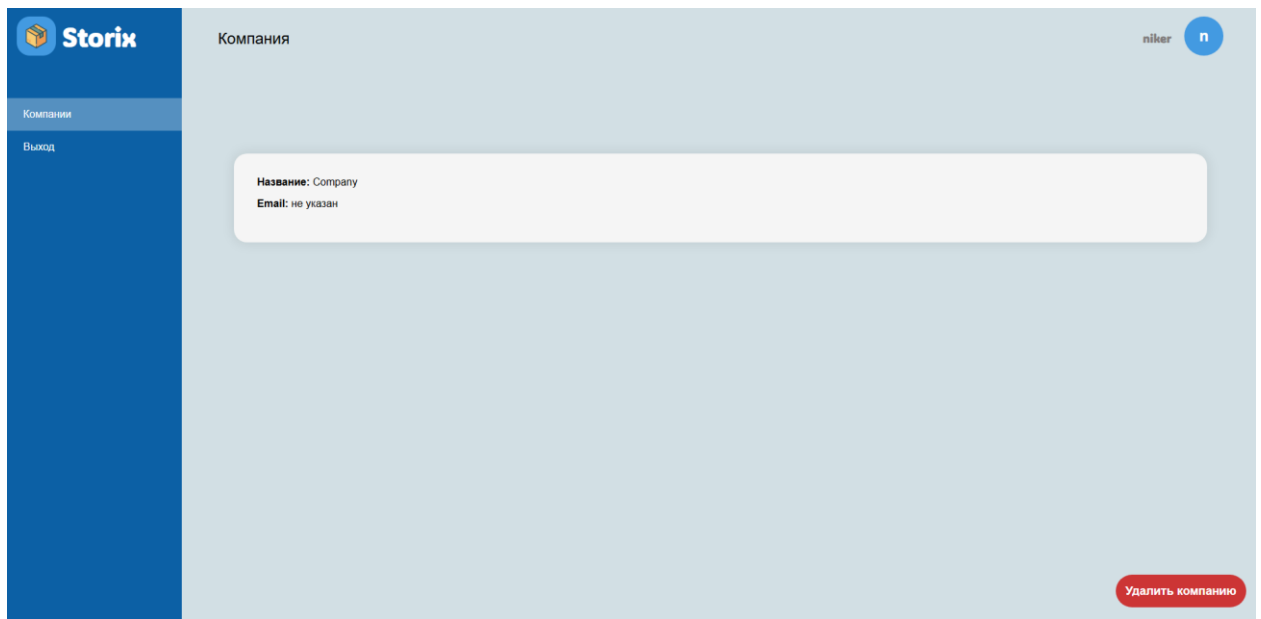 Storix
Компания
niker
n
Компании
Выход
Название: Company
Email: не указан
Удалить компанию